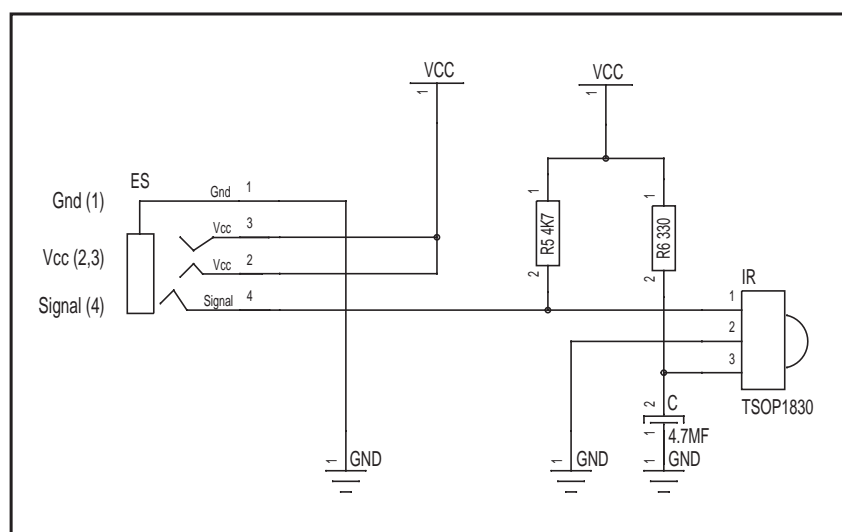 VCC
1
VCC
1
ES
Gnd (1)
Gnd
1
Vcc
3
Vcc (2,3)
Vcc
2
Signal (4)
Signal
4
1
R5 4K7
2
1
R6 330
2
IR
1
2
3
TSOP1830
2
C
1
4.7MF
1
GND
1
GND
1
GND